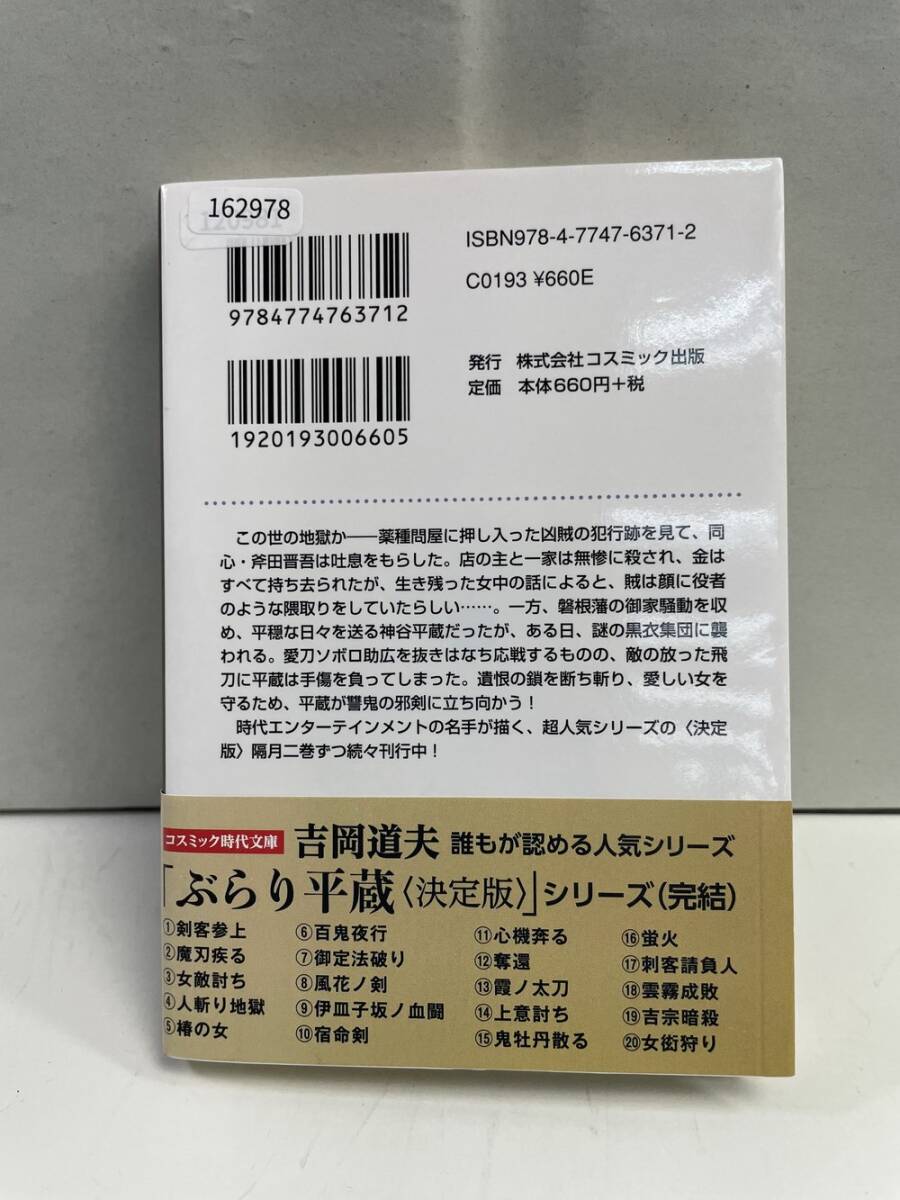 162978
ISBN978-4-7747-6371-2
C0193 ¥660E
9784774763712
発行 株式会社コスミック出版
定価 本体660円+税
1920193006605
この世の地獄か――薬種問屋に押し入った凶賊の犯行跡を見て、同
心・斧田晋吾は吐息をもらした。店の主と一家は無惨に殺され、金は
すべて持ち去られたが、生き残った女中の話によると、賊は顔に役者
のような隈取りをしていたらしい……。一方、磐根藩の御家騒動を収
め、平穏な日々を送る神谷平蔵だったが、ある日、謎の黒衣集団に襲
われる。愛刀ソボロ助広を抜きはなち応戦するものの、敵の放った飛
刀に平蔵は手傷を負ってしまった。遺恨の鎖を断ち斬り、愛しい女を
守るため、平蔵が讐鬼の邪剣に立ち向かう!
時代エンターテインメントの名手が描く、超人気シリーズの〈決定
版〉隔月二巻ずつ続々刊行中!
コスミック時代文庫 吉岡道夫 誰もが認める人気シリーズ
「ぶらり平蔵〈決定版〉」シリーズ(完結)
①剣客参上
②魔刃疾る
③女敵討ち
④人斬り地獄
⑤椿の女
⑥百鬼夜行
⑦御定法破り
⑧風花ノ剣
⑨伊皿子坂ノ血闘
⑩宿命剣
⑪心機奔る
⑫奪還
⑬霞ノ太刀
⑭上意討ち
⑮鬼牡丹散る
⑯蛍火
⑰刺客請負人
⑱雲霧成敗
⑲吉宗暗殺
⑳女衒狩り